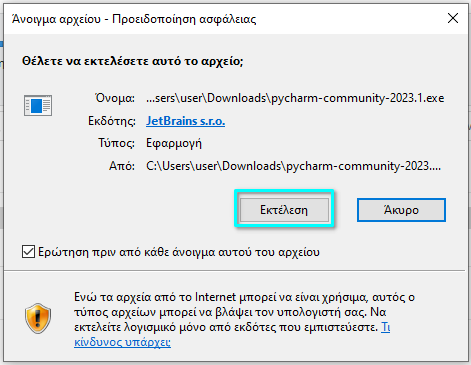 Άνοιγμα αρχείου - Προειδοποίηση ασφάλειας
Θέλετε να εκτελέσετε αυτό το αρχείο;
Όνομα: ...sers\user\Downloads\pycharm-community-2023.1.exe
Εκδότης: JetBrains s.r.o.
Τύπος: Εφαρμογή
Από: C:\Users\user\Downloads\pycharm-community-2023....
Εκτέλεση Άκυρο
Ερώτηση πριν από κάθε άνοιγμα αυτού του αρχείου
Ενώ τα αρχεία από το Internet μπορεί να είναι χρήσιμα, αυτός ο
τύπος αρχείων μπορεί να βλάψει τον υπολογιστή σας. Να
εκτελείτε λογισμικό μόνο από εκδότες που εμπιστεύεστε. Τι
κίνδυνος υπάρχει;